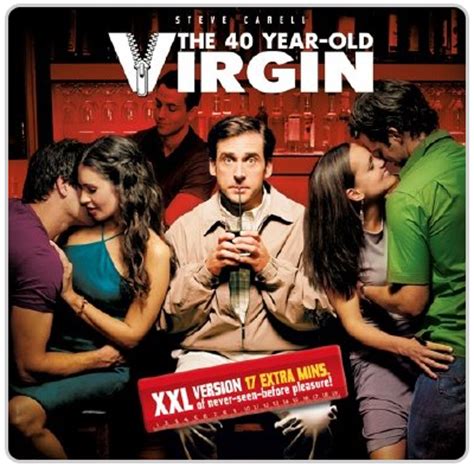 STEVE CARELL
THE 40 YEAR-OLD
VIRGIN
XXL VERSION 17 EXTRA MINS.
of never-seen-before pleasure!